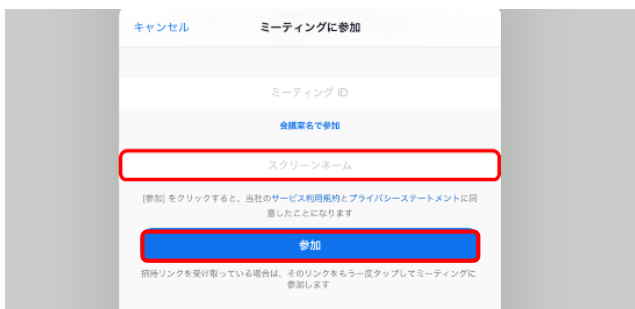 キャンセル ミーティングに参加
ミーティング ID
会議室名で参加
スクリーンネーム
[参加] をクリックすると、当社のサービス利用規約とプライバシーステートメントに同
意したことになります
参加
招待リンクを受け取っている場合は、そのリンクをもう一度タップしてミーティングに
参加します